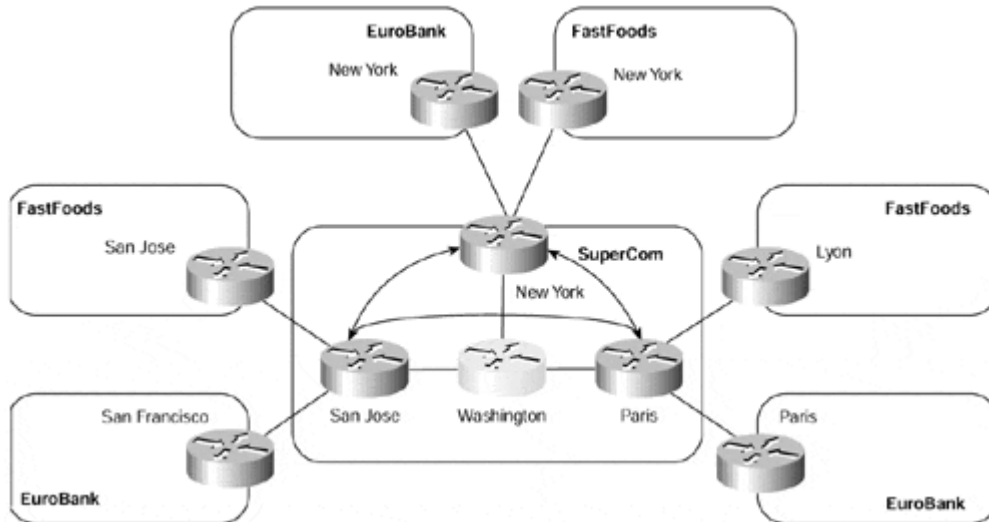 EuroBank
New York
FastFoods
New York
FastFoods
San Jose
FastFoods
Lyon
SuperCom
New York
San Jose
Washington
Paris
San Francisco
EuroBank
Paris
EuroBank